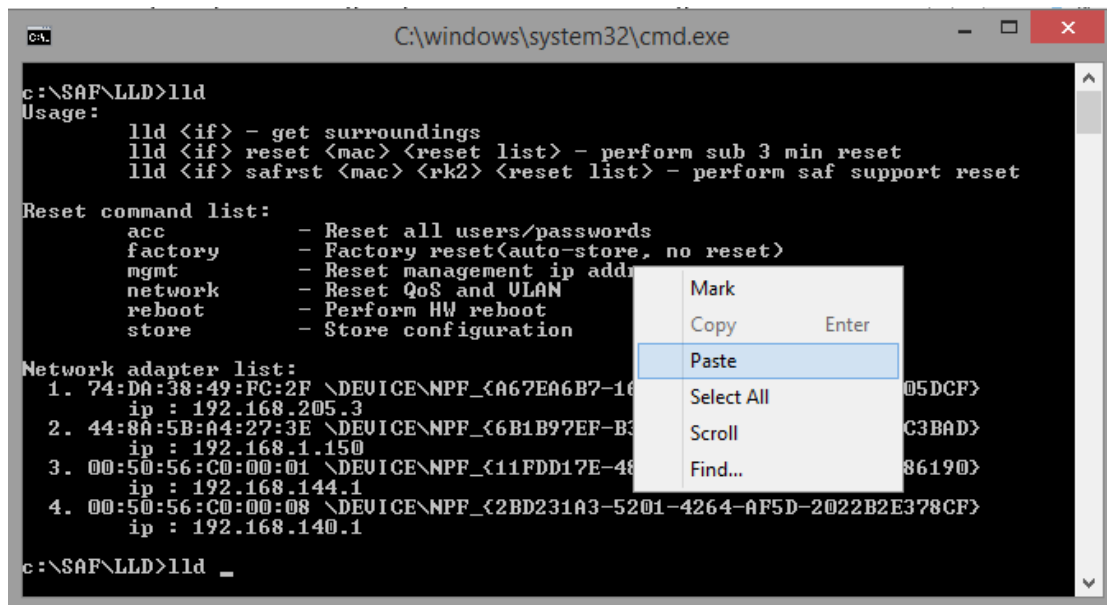 C:\windows\system32\cmd.exe
c:\SAF\LLD>lld
Usage:
lld <if> - get surroundings
lld <if> reset <mac> <reset list> - perform sub 3 min reset
lld <if> safrst <mac> <rk2> <reset list> - perform saf support reset
Reset command list:
acc - Reset all users/passwords
factory - Factory reset(auto-store, no reset)
mgmt - Reset management ip
network - Reset QoS and VLAN
reboot - Perform HW reboot
store - Store configuration
Network adapter list:
1. 74:DA:38:49:FC:2F \DEVICE\NPF_{A67EA6B7-16 05DCF}
ip : 192.168.205.3
2. 44:8A:5B:A4:27:3E \DEVICE\NPF_{6B1B97EF-B3 C3BAD}
ip : 192.168.1.150
3. 00:50:56:C0:00:01 \DEVICE\NPF_{11FDD17E-48 86190}
ip : 192.168.144.1
4. 00:50:56:C0:00:08 \DEVICE\NPF_{2BD231A3-5201-4264-AF5D-2022B2E378CF}
ip : 192.168.140.1
c:\SAF\LLD>lld _
Mark
Copy Enter
Paste
Select All
Scroll
Find...